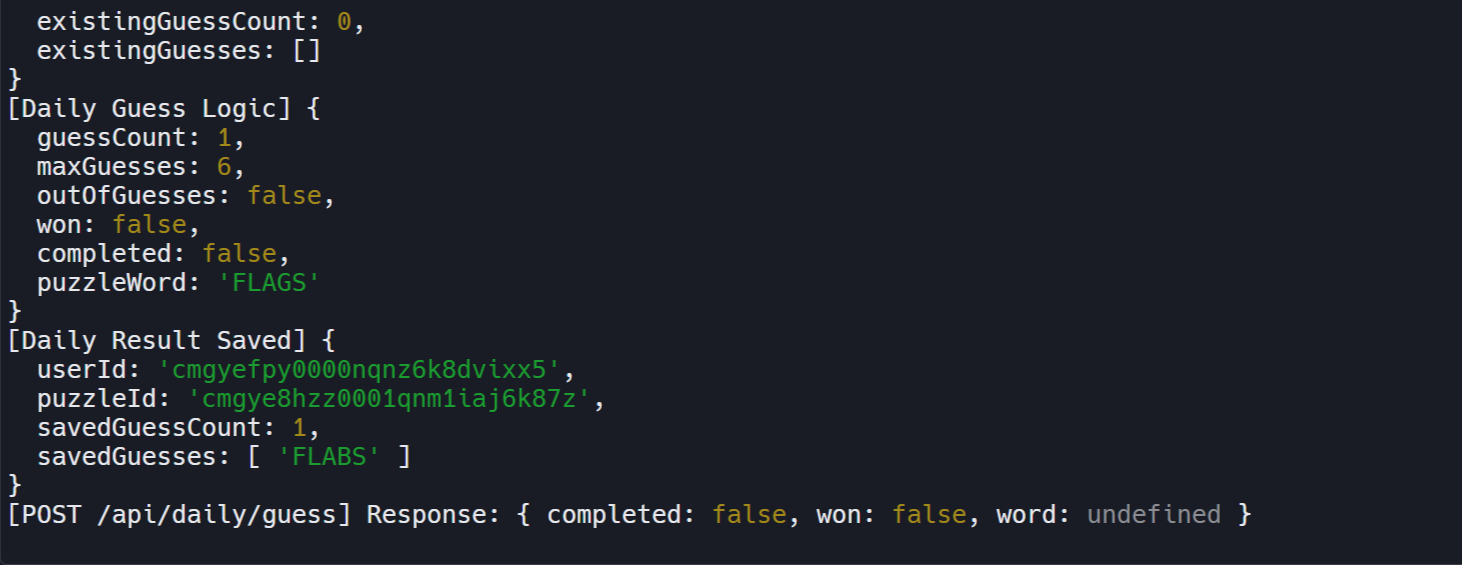 existingGuessCount: 0,
existingGuesses: []
}
[Daily Guess Logic] {
guessCount: 1,
maxGuesses: 6,
outOfGuesses: false,
won: false,
completed: false,
puzzleWord: 'FLAGS'
}
[Daily Result Saved] {
userId: 'cmgyefpy0000nqnz6k8dvixx5',
puzzleId: 'cmgye8hzz0001qnm1iaj6k87z',
savedGuessCount: 1,
savedGuesses: [ 'FLABS' ]
}
[POST /api/daily/guess] Response: { completed: false, won: false, word: undefined }